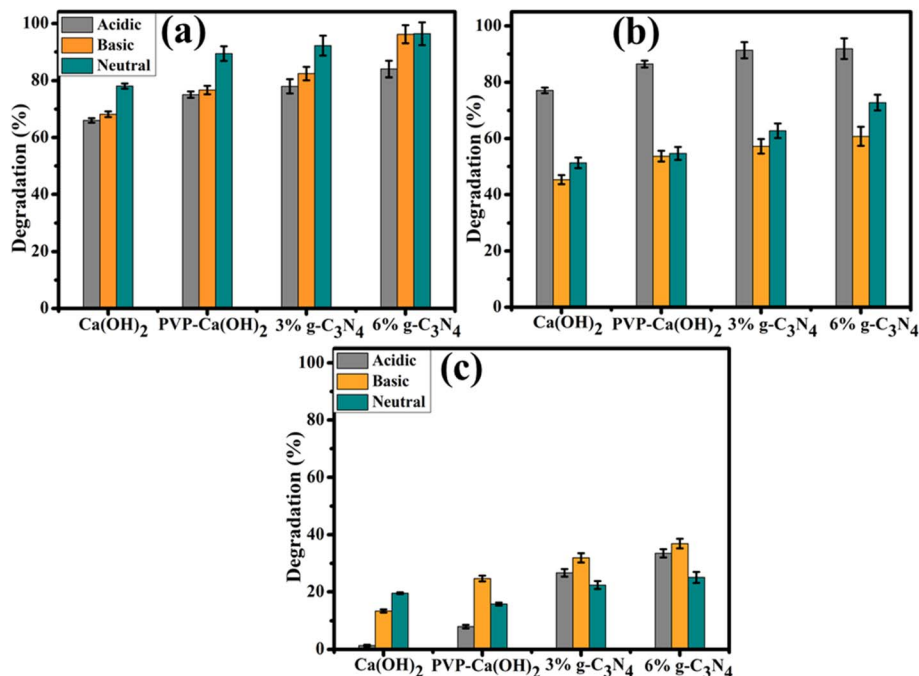 (a)
Acidic
Basic
Neutral
Degradation (%)
100
80
60
40
20
0
Ca(OH)₂ PVP-Ca(OH)₂ 3% g-C₃N₄ 6% g-C₃N₄
(b)
Degradation (%)
100
80
60
40
20
0
Ca(OH)₂ PVP-Ca(OH)₂ 3% g-C₃N₄ 6% g-C₃N₄
(c)
Acidic
Basic
Neutral
Degradation (%)
100
80
60
40
20
0
Ca(OH)₂ PVP-Ca(OH)₂ 3% g-C₃N₄ 6% g-C₃N₄